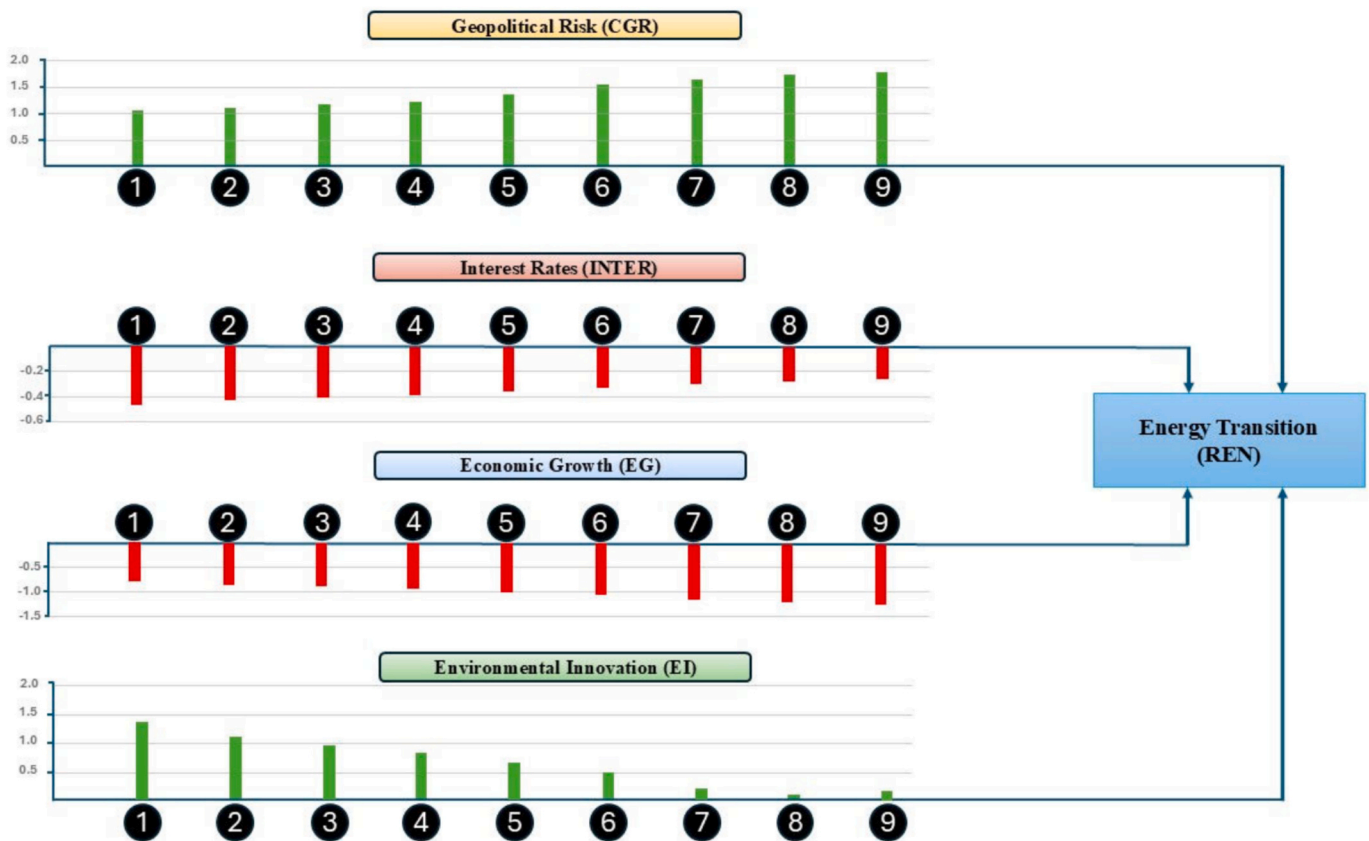 Geopolitical Risk (CGR)
2.0
1.5
1.0
0.5
1 2 3 4 5 6 7 8 9
Interest Rates (INTER)
1 2 3 4 5 6 7 8 9
-0.2
-0.4
-0.6
Energy Transition
(REN)
Economic Growth (EG)
1 2 3 4 5 6 7 8 9
-0.5
-1.0
-1.5
Environmental Innovation (EI)
2.0
1.5
1.0
0.5
1 2 3 4 5 6 7 8 9